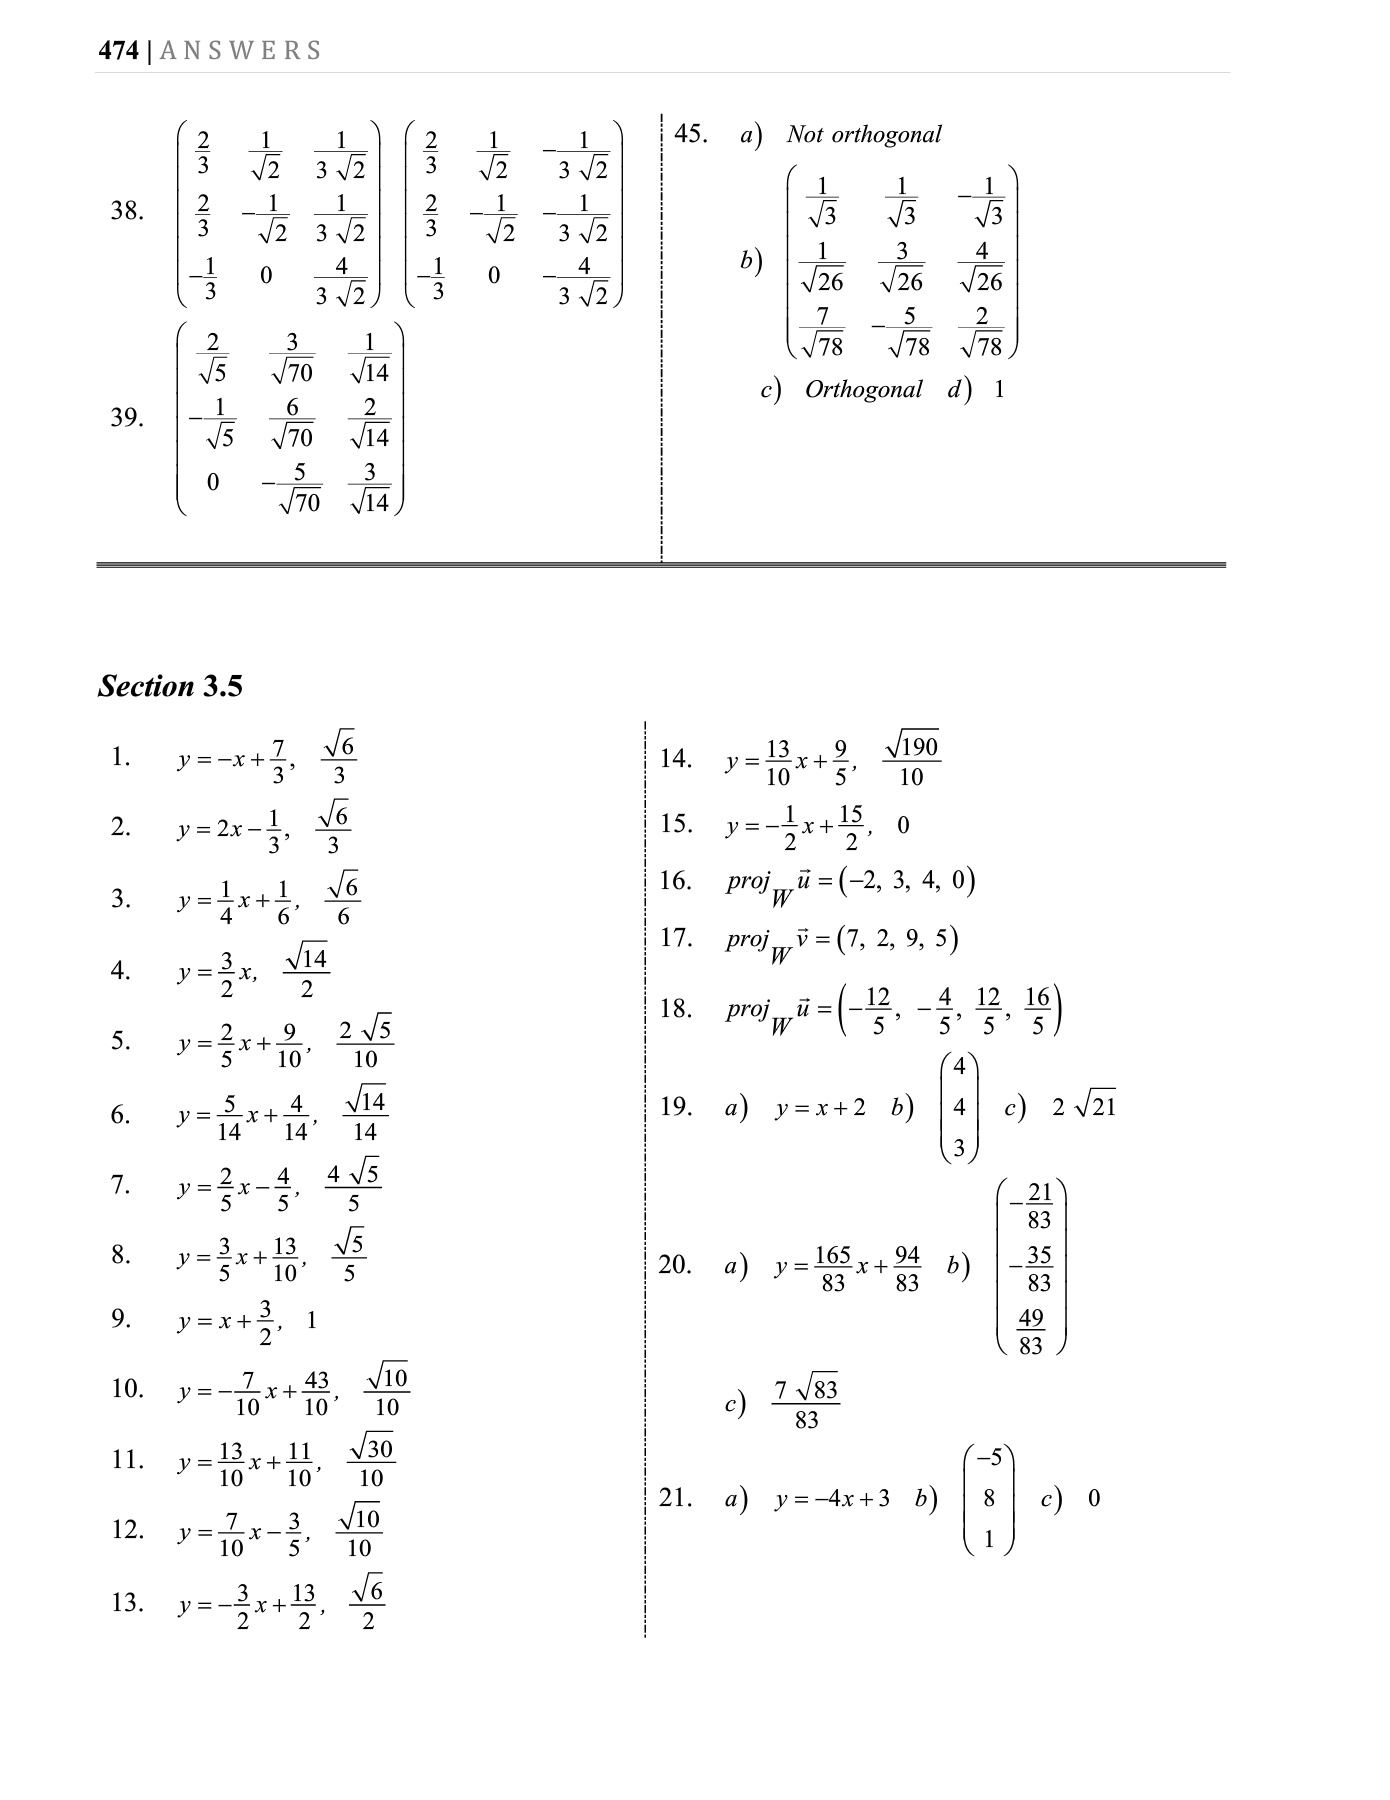 474 | ANSWERS
38. \begin{pmatrix} \frac{2}{3} & \frac{1}{\sqrt{2}} & \frac{1}{3\sqrt{2}} \\ \frac{2}{3} & -\frac{1}{\sqrt{2}} & \frac{1}{3\sqrt{2}} \\ -\frac{1}{3} & 0 & \frac{4}{3\sqrt{2}} \end{pmatrix} \begin{pmatrix} \frac{2}{3} & \frac{1}{\sqrt{2}} & -\frac{1}{3\sqrt{2}} \\ \frac{2}{3} & -\frac{1}{\sqrt{2}} & -\frac{1}{3\sqrt{2}} \\ -\frac{1}{3} & 0 & -\frac{4}{3\sqrt{2}} \end{pmatrix}
39. \begin{pmatrix} \frac{2}{\sqrt{5}} & \frac{3}{\sqrt{70}} & \frac{1}{\sqrt{14}} \\ -\frac{1}{\sqrt{5}} & \frac{6}{\sqrt{70}} & \frac{2}{\sqrt{14}} \\ 0 & -\frac{5}{\sqrt{70}} & \frac{3}{\sqrt{14}} \end{pmatrix}
45. a) Not orthogonal
b) \begin{pmatrix} \frac{1}{\sqrt{3}} & \frac{1}{\sqrt{3}} & -\frac{1}{\sqrt{3}} \\ \frac{1}{\sqrt{26}} & \frac{3}{\sqrt{26}} & \frac{4}{\sqrt{26}} \\ \frac{7}{\sqrt{78}} & -\frac{5}{\sqrt{78}} & \frac{2}{\sqrt{78}} \end{pmatrix}
c) Orthogonal d) 1
Section 3.5
1. y = -x + \frac{7}{3}, \frac{\sqrt{6}}{3}
2. y = 2x - \frac{1}{3}, \frac{\sqrt{6}}{3}
3. y = \frac{1}{4}x + \frac{1}{6}, \frac{\sqrt{6}}{6}
4. y = \frac{3}{2}x, \frac{\sqrt{14}}{2}
5. y = \frac{2}{5}x + \frac{9}{10}, \frac{2\sqrt{5}}{10}
6. y = \frac{5}{14}x + \frac{4}{14}, \frac{\sqrt{14}}{14}
7. y = \frac{2}{5}x - \frac{4}{5}, \frac{4\sqrt{5}}{5}
8. y = \frac{3}{5}x + \frac{13}{10}, \frac{\sqrt{5}}{5}
9. y = x + \frac{3}{2}, 1
10. y = -\frac{7}{10}x + \frac{43}{10}, \frac{\sqrt{10}}{10}
11. y = \frac{13}{10}x + \frac{11}{10}, \frac{\sqrt{30}}{10}
12. y = \frac{7}{10}x - \frac{3}{5}, \frac{\sqrt{10}}{10}
13. y = -\frac{3}{2}x + \frac{13}{2}, \frac{\sqrt{6}}{2}
14. y = \frac{13}{10}x + \frac{9}{5}, \frac{\sqrt{190}}{10}
15. y = -\frac{1}{2}x + \frac{15}{2}, 0
16. proj_W \vec{u} = (-2, 3, 4, 0)
17. proj_W \vec{v} = (7, 2, 9, 5)
18. proj_W \vec{u} = \left(-\frac{12}{5}, -\frac{4}{5}, \frac{12}{5}, \frac{16}{5}\right)
19. a) y = x + 2 b) \begin{pmatrix} 4 \\ 4 \\ 3 \end{pmatrix} c) 2\sqrt{21}
20. a) y = \frac{165}{83}x + \frac{94}{83} b) \begin{pmatrix} -\frac{21}{83} \\ -\frac{35}{83} \\ \frac{49}{83} \end{pmatrix}
c) \frac{7\sqrt{83}}{83}
21. a) y = -4x + 3 b) \begin{pmatrix} -5 \\ 8 \\ 1 \end{pmatrix} c) 0